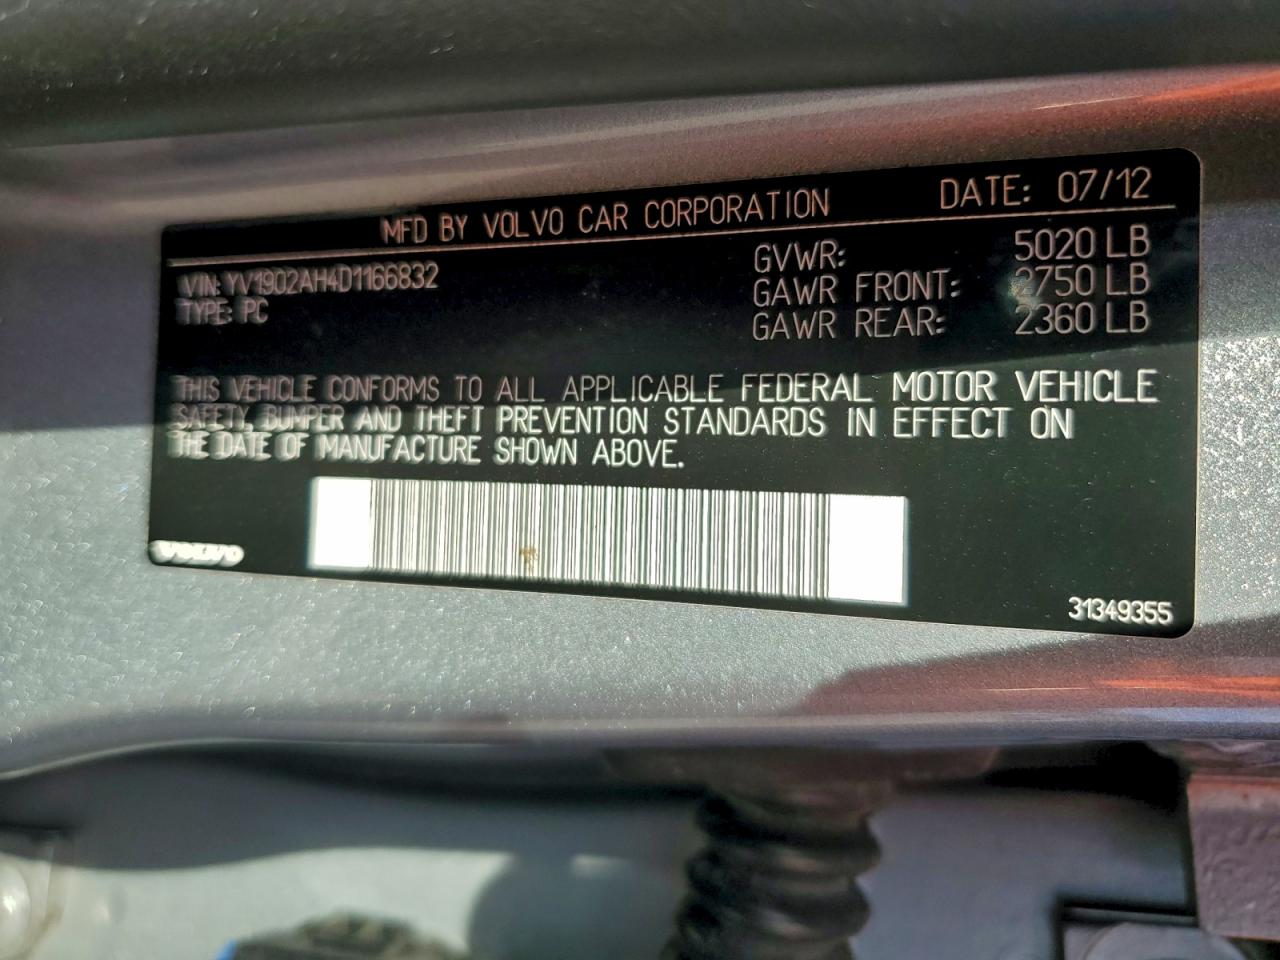 MFD BY VOLVO CAR CORPORATION DATE: 07/12
VIN: YV1902AH4D1166832 GVWR: 5020 LB
TYPE: PC GAWR FRONT: 2750 LB
GAWR REAR: 2360 LB
THIS VEHICLE CONFORMS TO ALL APPLICABLE FEDERAL MOTOR VEHICLE
SAFETY, BUMPER AND THEFT PREVENTION STANDARDS IN EFFECT ON
THE DATE OF MANUFACTURE SHOWN ABOVE.
VOLVO
31349355